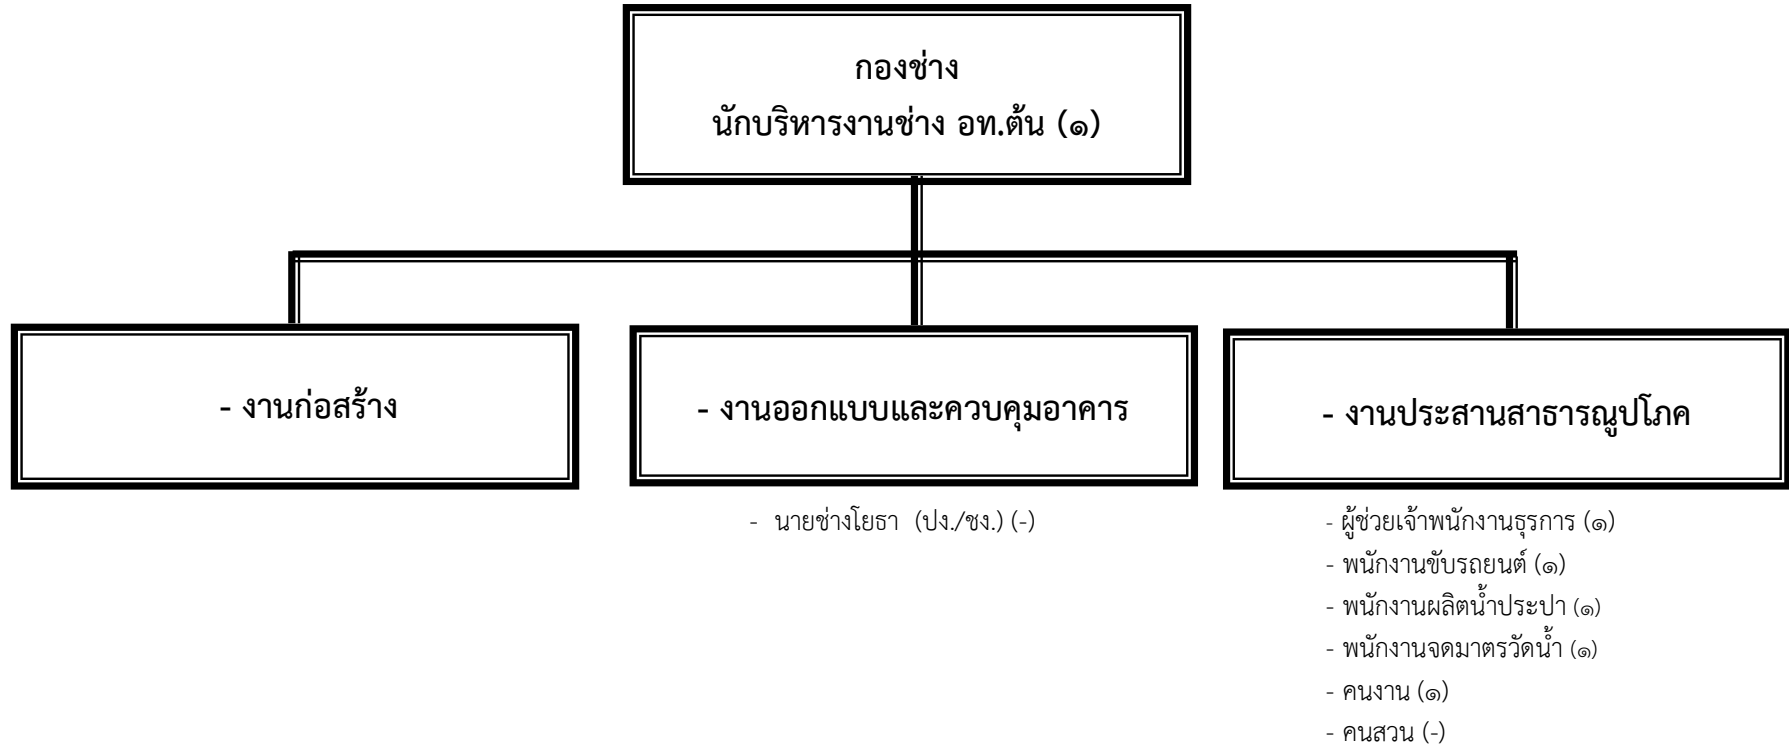 กองช่าง
นักบริหารงานช่าง อท.ต้น (๑)
- งานก่อสร้าง
- งานออกแบบและควบคุมอาคาร
- นายช่างโยธา (ปง./ชง.) (-)
- งานประสานสาธารณูปโภค
- ผู้ช่วยเจ้าพนักงานธุรการ (๑)
- พนักงานขับรถยนต์ (๑)
- พนักงานผลิตน้ำประปา (๑)
- พนักงานจดมาตรวัดน้ำ (๑)
- คนงาน (๑)
- คนสวน (-)